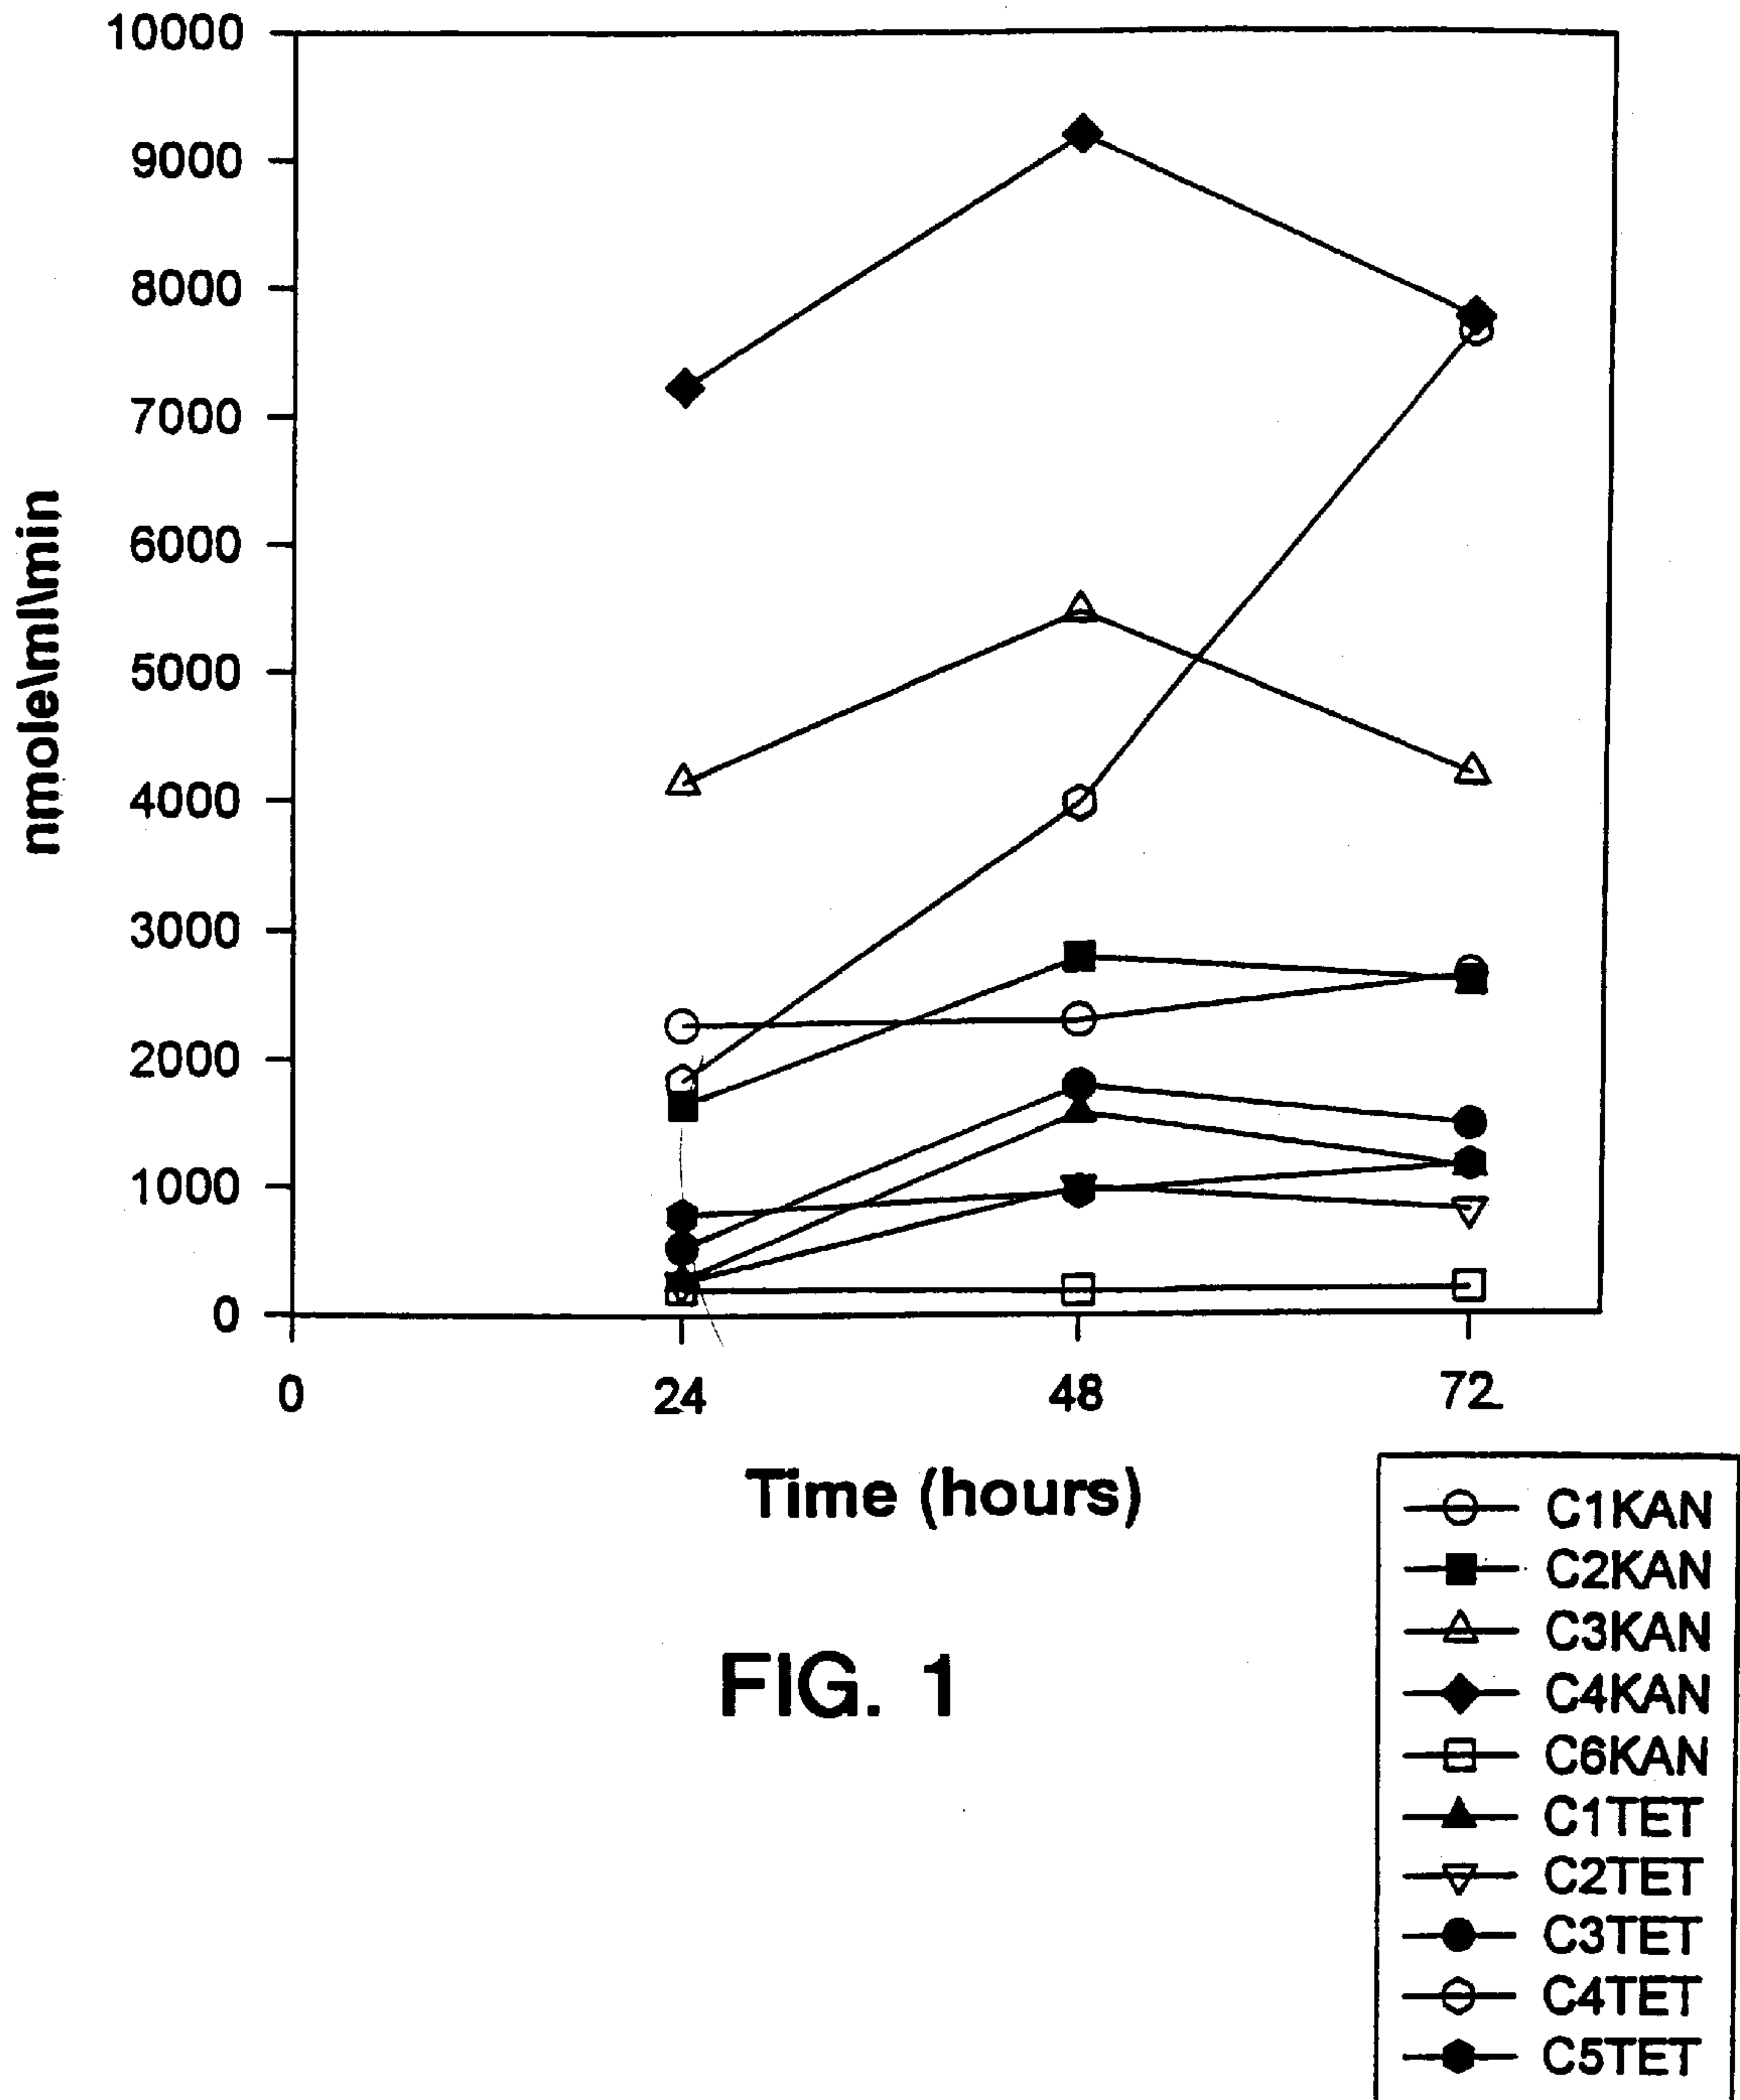 10000
9000
8000
7000
6000
5000
4000
3000
2000
1000
0
nmole\ml\min
0 24 48 72
Time (hours)
FIG. 1
C1KAN
C2KAN
C3KAN
C4KAN
C6KAN
C1TET
C2TET
C3TET
C4TET
C5TET